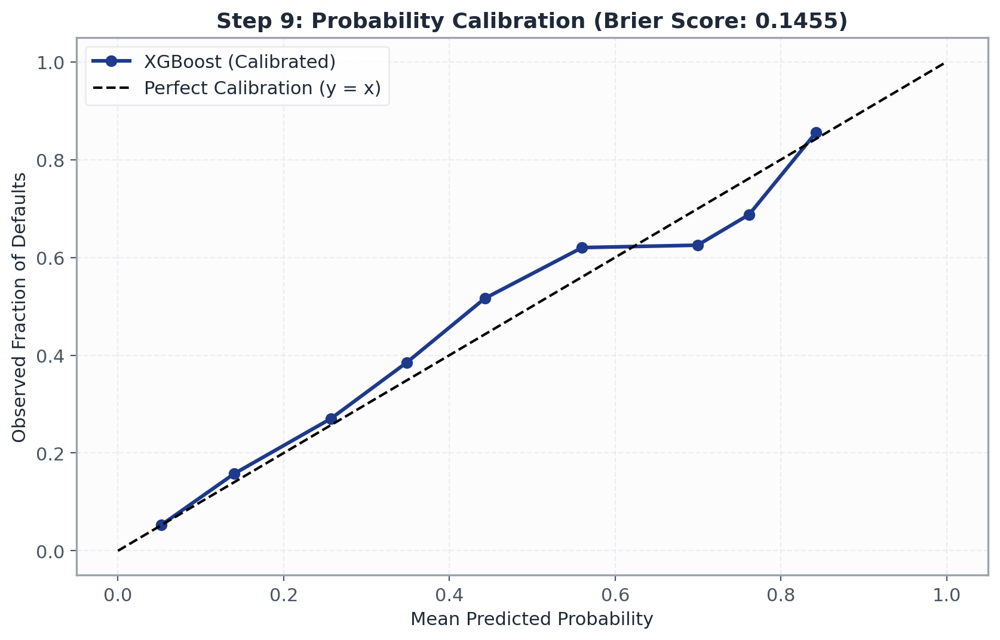 Step 9: Probability Calibration (Brier Score: 0.1455)
XGBoost (Calibrated)
Perfect Calibration (y = x)
Observed Fraction of Defaults
1.0
0.8
0.6
0.4
0.2
0.0
0.0 0.2 0.4 0.6 0.8 1.0
Mean Predicted Probability